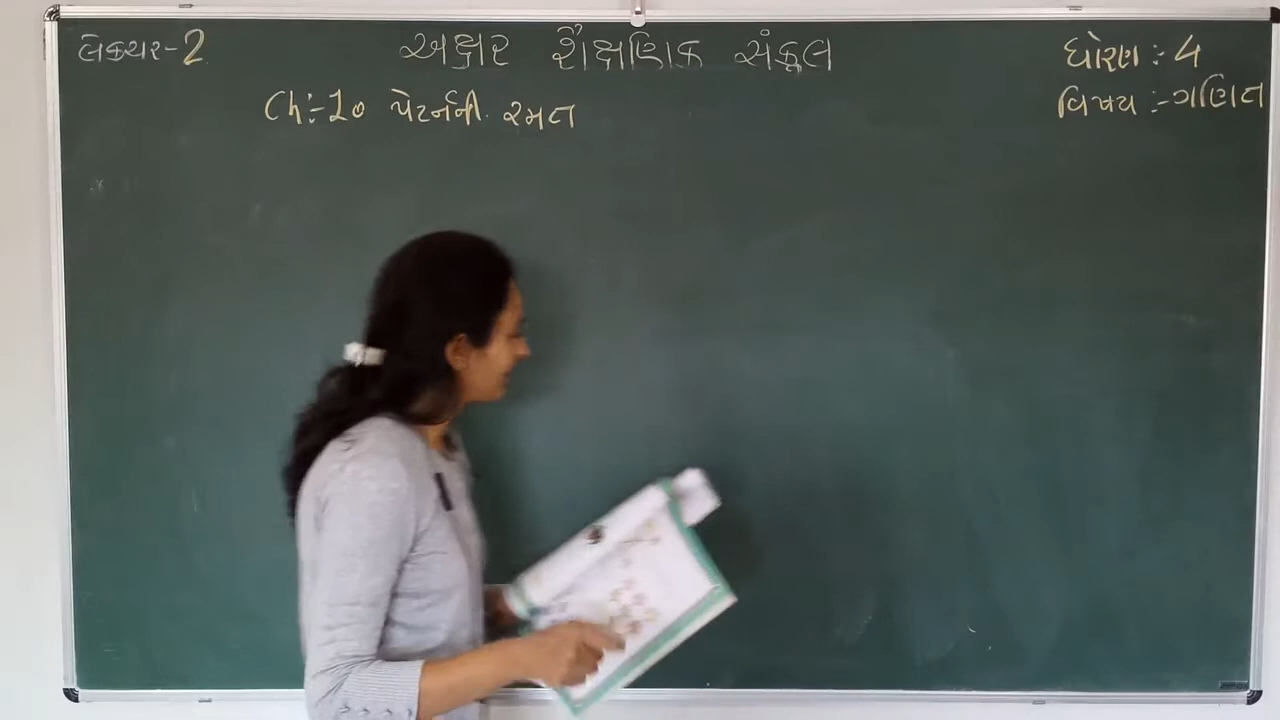 લેક્ચર-2
અક્ષર શૈક્ષણિક સંકૂલ
ધોરણ :- 4
વિષય :- ગણિત
Ch:-10 પેટર્નની રમત